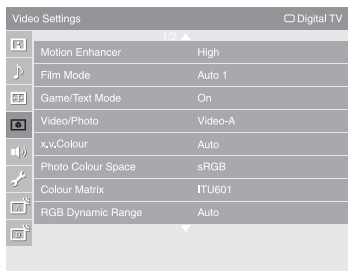 Video Settings Digital TV
1/2
Motion Enhancer High
Film Mode Auto 1
Game/Text Mode On
Video/Photo Video-A
x.v.Colour Auto
Photo Colour Space sRGB
Colour Matrix ITU601
RGB Dynamic Range Auto
A
D